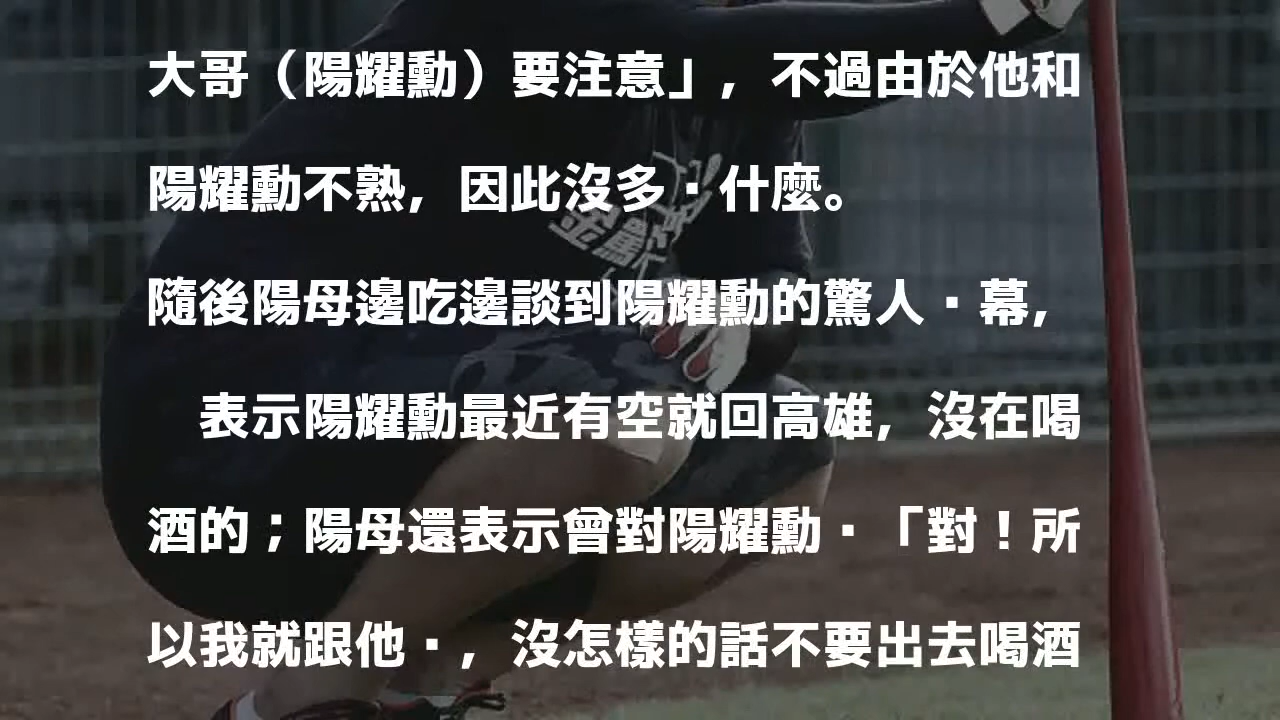 大哥（陽耀勳）要注意」，不過由於他和
陽耀勳不熟，因此沒多▪什麼。
隨後陽母邊吃邊談到陽耀勳的驚人▪幕，
表示陽耀勳最近有空就回高雄，沒在喝
酒的；陽母還表示曾對陽耀勳▪「對！所
以我就跟他▪，沒怎樣的話不要出去喝酒